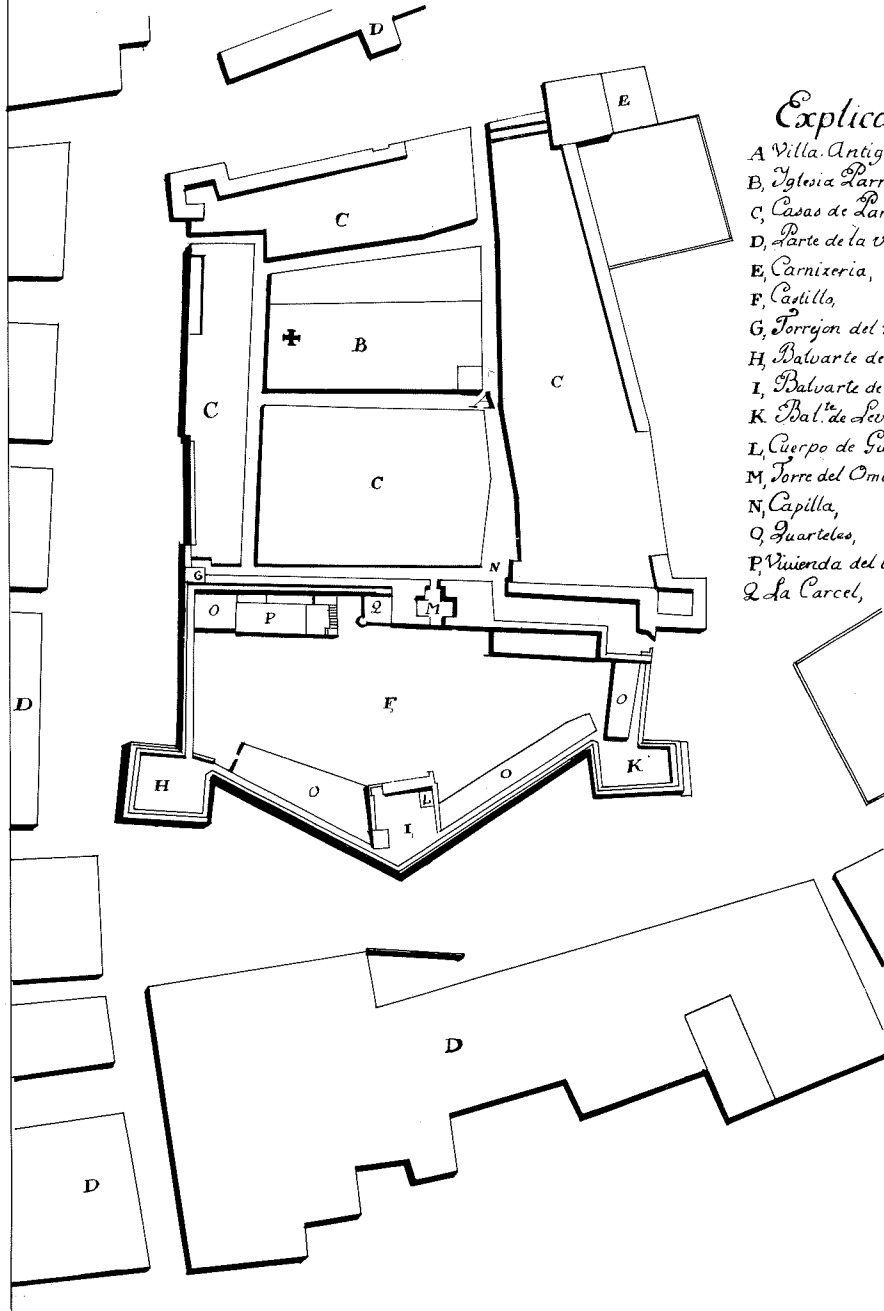 D
E
Explica
A Villa Antig
B, Iglesia Parr
C, Casas de Par
D, Parte de la v
E, Carnizeria,
F, Castillo,
G, Torrejon del
H, Baluarte de
I, Baluarte de
K Bal.te de Lev
L, Cuerpo de Gu
M, Torre del Ome
N, Capilla,
O, Quarteles,
P, Vivienda del
Q La Carcel,
C
B
C
C
A
C
N
G
O
P
Q
M
D
F
O
H
O
O
K
L
I
D
D